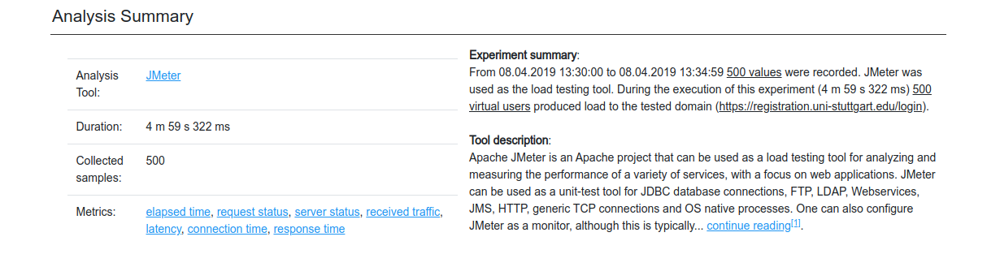 Analysis Summary
Analysis
Tool:
JMeter
Duration:
4 m 59 s 322 ms
Collected
samples:
500
Metrics:
elapsed time, request status, server status, received traffic,
latency, connection time, response time
Experiment summary:
From 08.04.2019 13:30:00 to 08.04.2019 13:34:59 500 values were recorded. JMeter was
used as the load testing tool. During the execution of this experiment (4 m 59 s 322 ms) 500
virtual users produced load to the tested domain (https://registration.uni-stuttgart.edu/login).
Tool description:
Apache JMeter is an Apache project that can be used as a load testing tool for analyzing and
measuring the performance of a variety of services, with a focus on web applications. JMeter
can be used as a unit-test tool for JDBC database connections, FTP, LDAP, Webservices,
JMS, HTTP, generic TCP connections and OS native processes. One can also configure
JMeter as a monitor, although this is typically... continue reading[1].